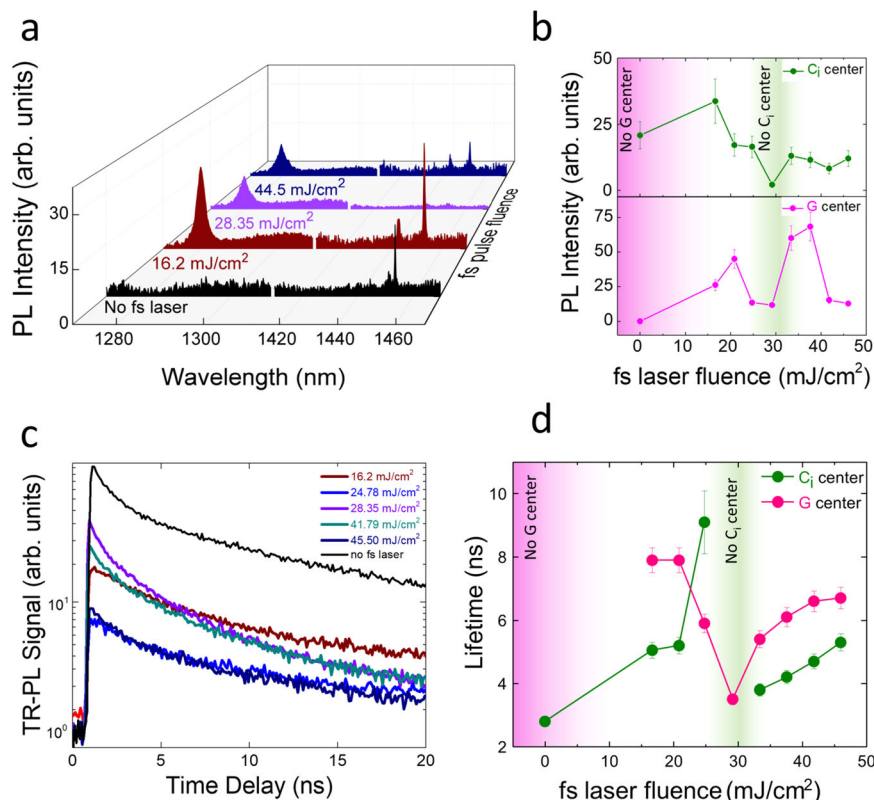 a
PL Intensity (arb. units)
30
15
0
44.5 mJ/cm²
28.35 mJ/cm²
16.2 mJ/cm²
No fs laser
fs pulse fluence
1280
1300
1420
1440
1460
Wavelength (nm)
b
PL Intensity (arb. units)
50
25
0
No G center
No Cᵢ center
Cᵢ center
75
50
25
0
G center
0
10
20
30
40
50
fs laser fluence (mJ/cm²)
c
TR-PL Signal (arb. units)
10¹
10⁰
16.2 mJ/cm²
24.78 mJ/cm²
28.35 mJ/cm²
41.79 mJ/cm²
45.50 mJ/cm²
no fs laser
0
5
10
15
20
Time Delay (ns)
d
Lifetime (ns)
10
8
6
4
2
No G center
No Cᵢ center
Cᵢ center
G center
0
10
20
30
40
50
fs laser fluence (mJ/cm²)